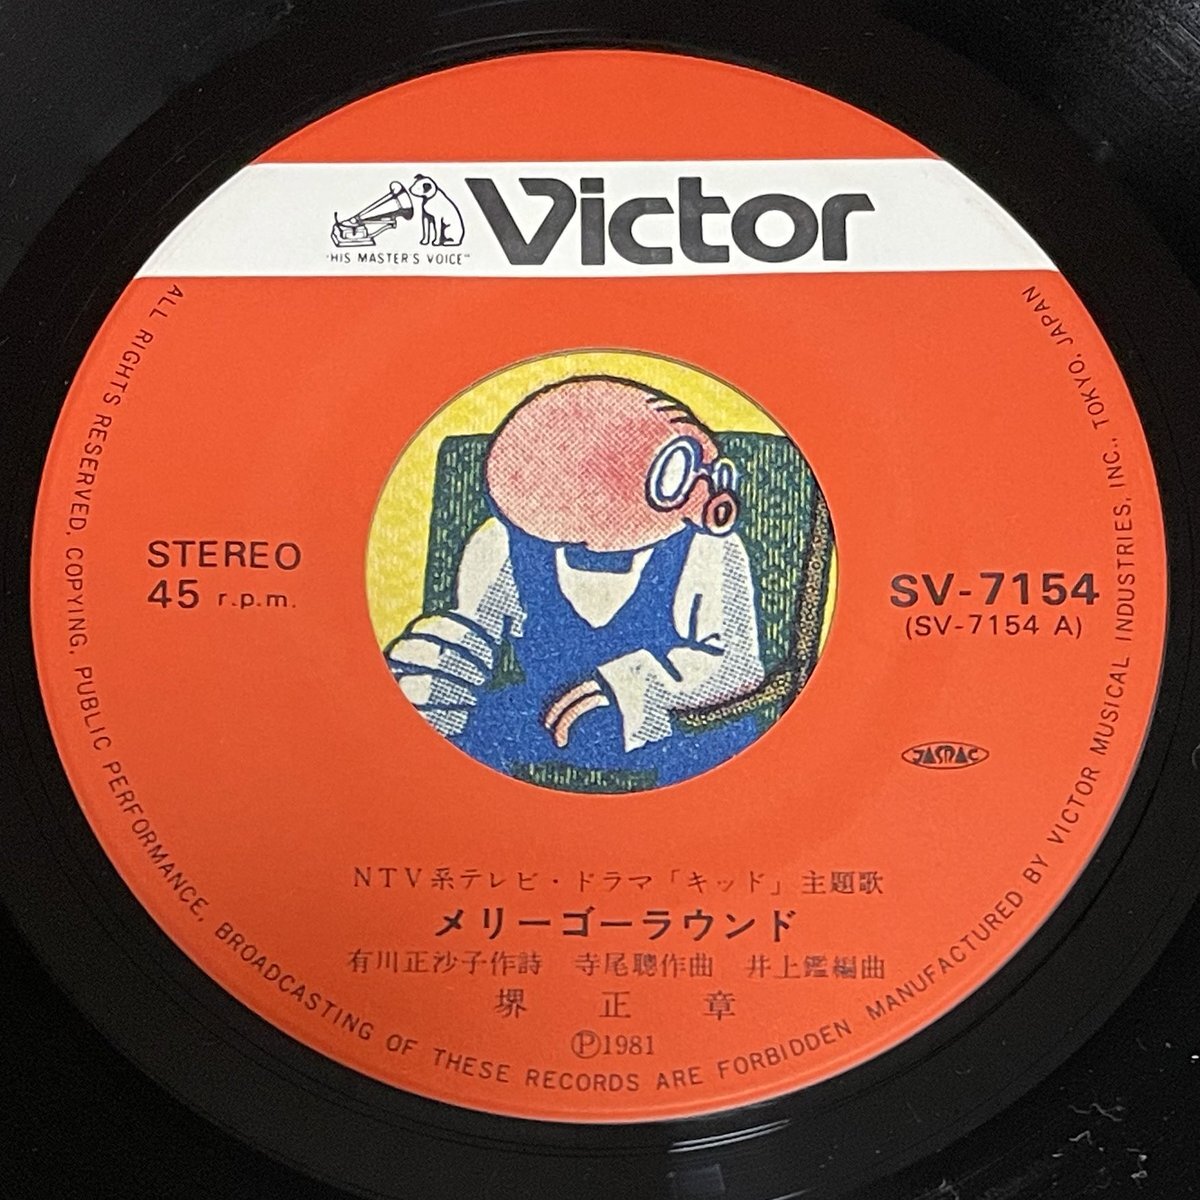 Victor
"HIS MASTER'S VOICE"
STEREO
45 r.p.m.
SV-7154
(SV-7154 A)
JASRAC
NTV系テレビ・ドラマ「キッド」主題歌
メリーゴーラウンド
有川正沙子作詩 寺尾聰作曲 井上鑑編曲
堺 正 章
Ⓟ1981
ALL RIGHTS RESERVED. COPYING, PUBLIC PERFORMANCE, BROADCASTING OF THESE RECORDS ARE FORBIDDEN MANUFACTURED BY VICTOR MUSICAL INDUSTRIES, INC., TOKYO, JAPAN